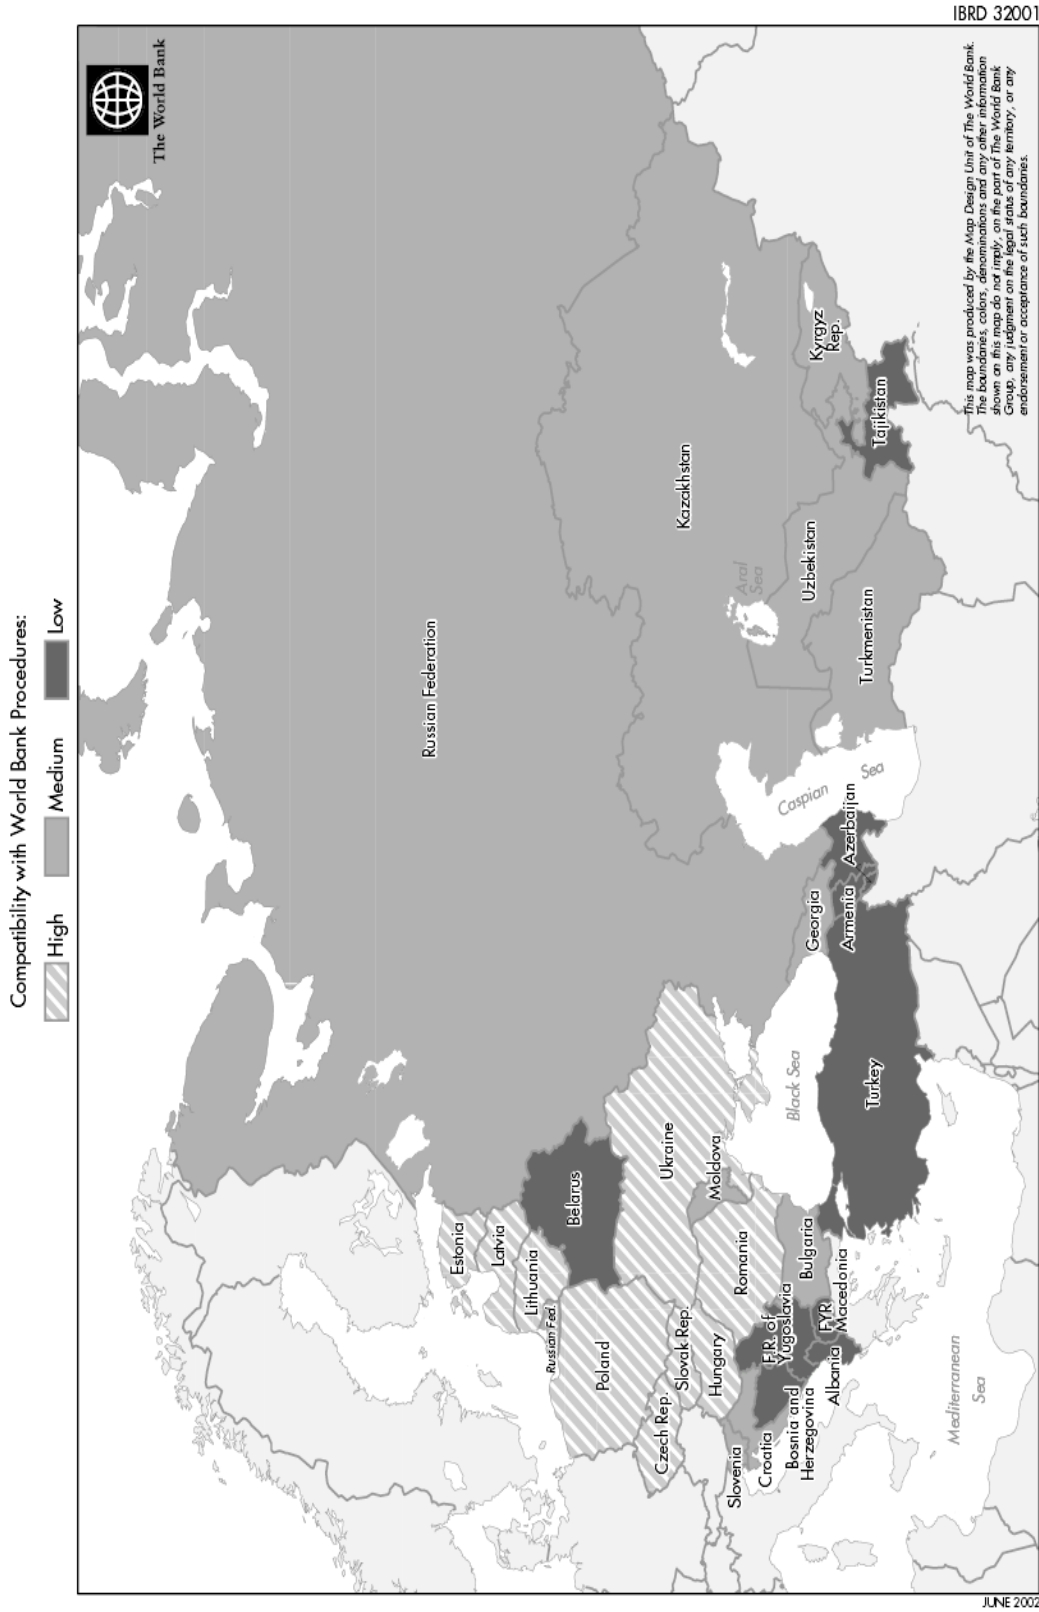 IBRD 32001
Compatibility with World Bank Procedures:
High
Medium
Low
The World Bank
Russian Federation
Kazakhstan
Kyrgyz
Rep.
Tajikistan
Uzbekistan
Turkmenistan
Aral
Sea
Caspian
Sea
Azerbaijan
Armenia
Georgia
Turkey
Black Sea
Ukraine
Moldova
Belarus
Estonia
Latvia
Lithuania
Russian Fed.
Poland
Czech Rep.
Slovak Rep.
Hungary
Romania
Bulgaria
F.R. of
Yugoslavia
FYR
Macedonia
Albania
Bosnia and
Herzegovina
Croatia
Slovenia
Mediterranean
Sea
This map was produced by the Map Design Unit of The World Bank.
The boundaries, colors, denominations and any other information
shown on this map do not imply, on the part of The World Bank
Group, any judgment on the legal status of any territory, or any
endorsement or acceptance of such boundaries.
JUNE 2002